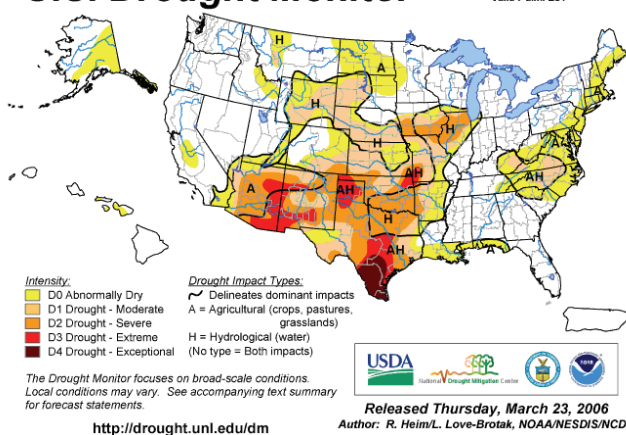 U.S. Drought Monitor
H
A
H
H
H
A
A
AH
A
AH
AH
H
AH
A
Intensity:
D0 Abnormally Dry
D1 Drought - Moderate
D2 Drought - Severe
D3 Drought - Extreme
D4 Drought - Exceptional
Drought Impact Types:
Delineates dominant impacts
A = Agricultural (crops, pastures,
grasslands)
H = Hydrological (water)
(No type = Both impacts)
The Drought Monitor focuses on broad-scale conditions.
Local conditions may vary. See accompanying text summary
for forecast statements.
http://drought.unl.edu/dm
USDA
National Drought Mitigation Center
Released Thursday, March 23, 2006
Author: R. Heim/L. Love-Brotak, NOAA/NESDIS/NCD